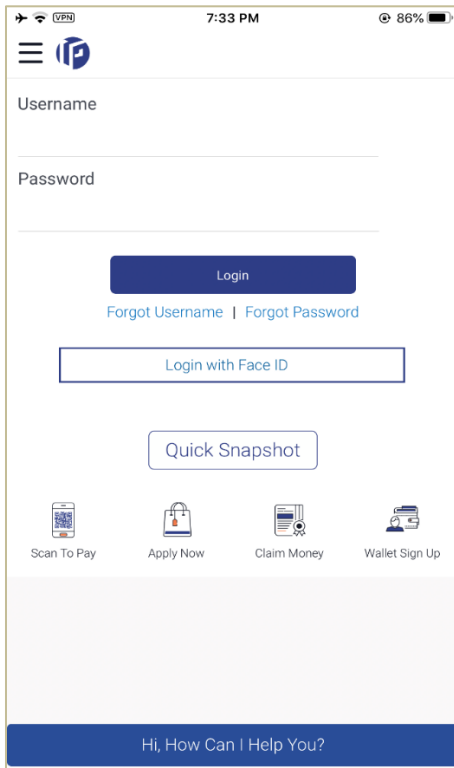 VPN 7:33 PM 86%
Username
Password
Login
Forgot Username | Forgot Password
Login with Face ID
Quick Snapshot
Scan To Pay Apply Now Claim Money Wallet Sign Up
Hi, How Can I Help You?